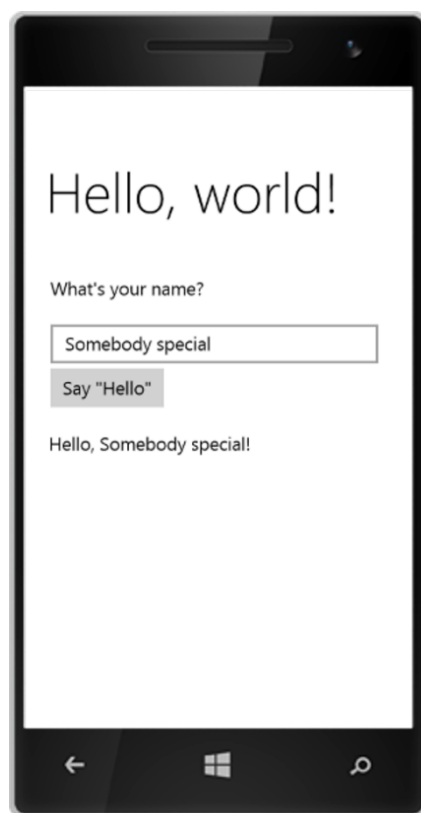 Hello, world!
What's your name?
Somebody special
Say "Hello"
Hello, Somebody special!